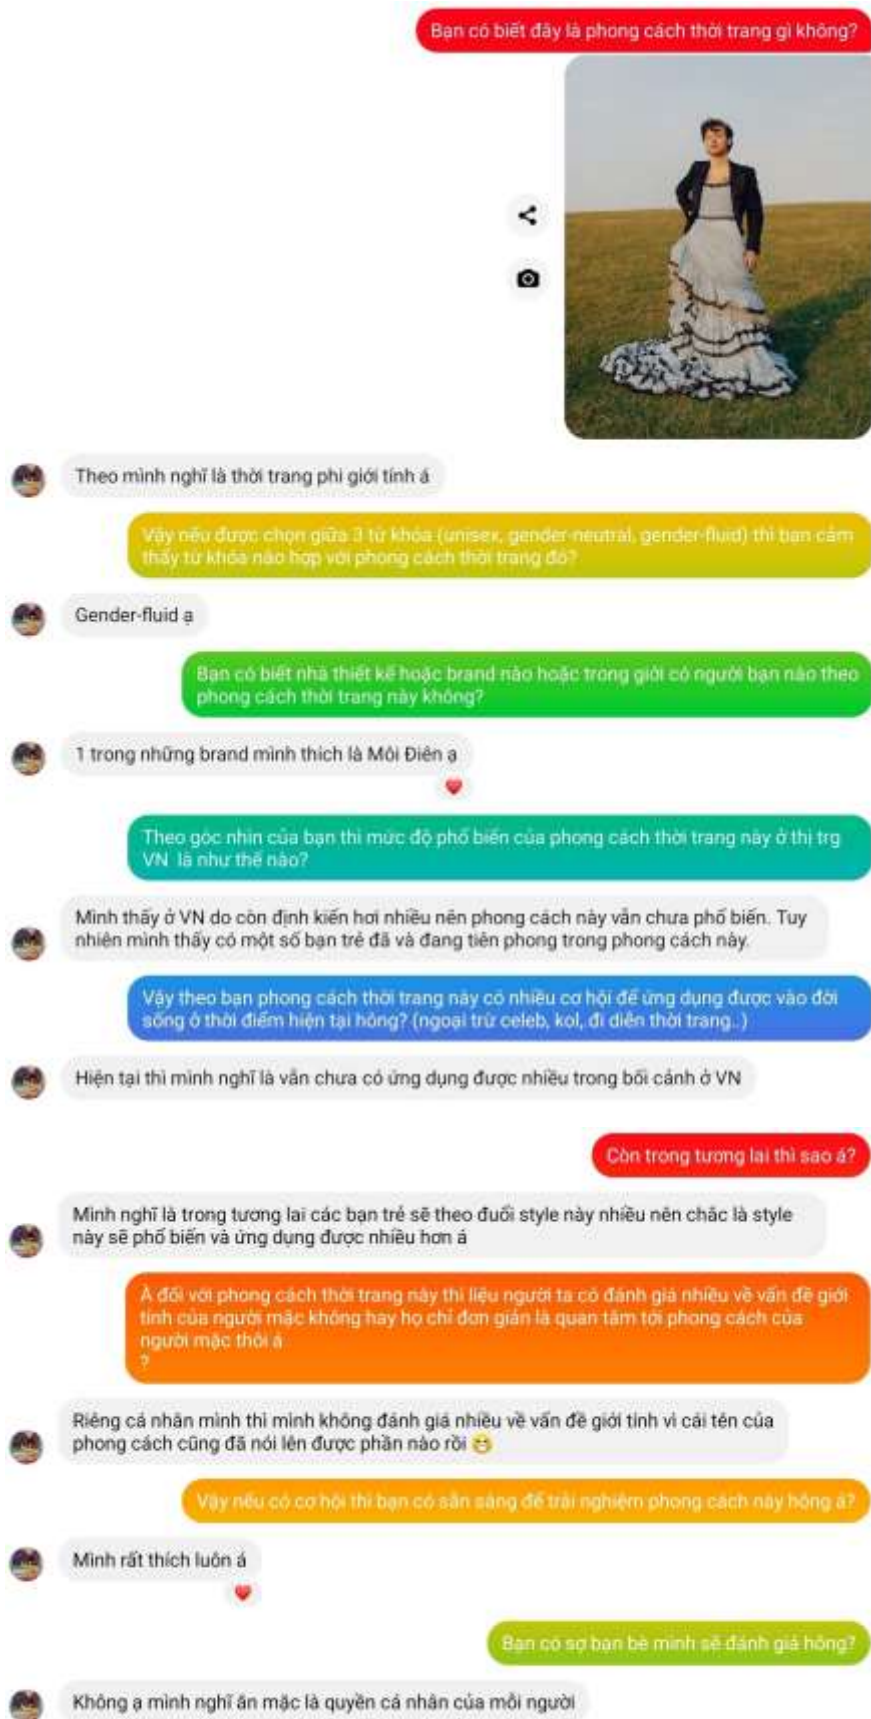 Bạn có biết đây là phong cách thời trang gì không?
Theo mình nghĩ là thời trang phi giới tính á
Vậy nếu được chọn giữa 3 từ khóa (unisex, gender-neutral, gender-fluid) thì bạn cảm
thấy từ khóa nào hợp với phong cách thời trang đó?
Gender-fluid ạ
Bạn có biết nhà thiết kế hoặc brand nào hoặc trong giới có người bạn nào theo
phong cách thời trang này không?
1 trong những brand mình thích là Môi Điên ạ
Theo góc nhìn của bạn thì mức độ phổ biến của phong cách thời trang này ở thị trg
VN là như thế nào?
Mình thấy ở VN do còn định kiến hơi nhiều nên phong cách này vẫn chưa phổ biến. Tuy
nhiên mình thấy có một số bạn trẻ đã và đang tiên phong trong phong cách này.
Vậy theo bạn phong cách thời trang này có nhiều cơ hội để ứng dụng được vào đời
sống ở thời điểm hiện tại hông? (ngoại trừ celeb, kol, đi diễn thời trang..)
Hiện tại thì mình nghĩ là vẫn chưa có ứng dụng được nhiều trong bối cảnh ở VN
Còn trong tương lai thì sao á?
Mình nghĩ là trong tương lai các bạn trẻ sẽ theo đuổi style này nhiều nên chắc là style
này sẽ phổ biến và ứng dụng được nhiều hơn á
À đối với phong cách thời trang này thì liệu người ta có đánh giá nhiều về vấn đề giới
tính của người mặc không hay họ chỉ đơn giản là quan tâm tới phong cách của
người mặc thôi á
?
Riêng cá nhân mình thì mình không đánh giá nhiều về vấn đề giới tính vì cái tên của
phong cách cũng đã nói lên được phần nào rồi 😁
Vậy nếu có cơ hội thì bạn có sẵn sàng để trải nghiệm phong cách này hông á?
Mình rất thích luôn á
Bạn có sợ bạn bè mình sẽ đánh giá hông?
Không ạ mình nghĩ ăn mặc là quyền cá nhân của mỗi người